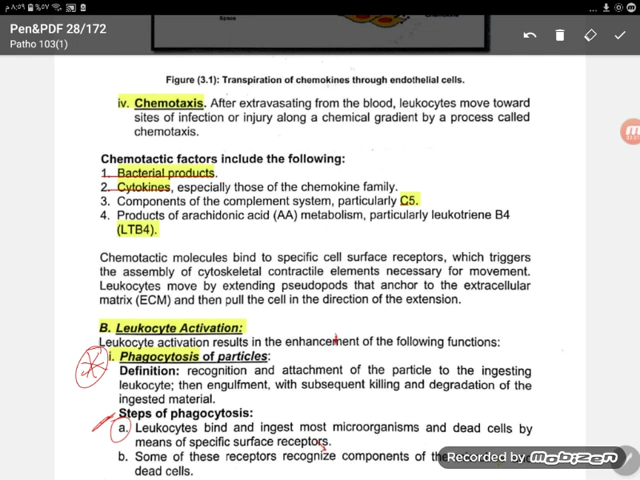 م ٨:٥٩ ٪٥٧
Pen&PDF 28/172
Patho 103(1)
Space
Figure (3.1): Transpiration of chemokines through endothelial cells.
iv. Chemotaxis. After extravasating from the blood, leukocytes move toward
sites of infection or injury along a chemical gradient by a process called
chemotaxis.
Chemotactic factors include the following:
1. Bacterial products.
2. Cytokines, especially those of the chemokine family.
3. Components of the complement system, particularly C5.
4. Products of arachidonic acid (AA) metabolism, particularly leukotriene B4
(LTB4).
Chemotactic molecules bind to specific cell surface receptors, which triggers
the assembly of cytoskeletal contractile elements necessary for movement.
Leukocytes move by extending pseudopods that anchor to the extracellular
matrix (ECM) and then pull the cell in the direction of the extension.
B. Leukocyte Activation:
Leukocyte activation results in the enhancement of the following functions:
i. Phagocytosis of particles:
Definition: recognition and attachment of the particle to the ingesting
leukocyte; then engulfment, with subsequent killing and degradation of the
ingested material.
Steps of phagocytosis:
a. Leukocytes bind and ingest most microorganisms and dead cells by
means of specific surface receptors.
b. Some of these receptors recognize components of the
dead cells.
Recorded by Mobizen